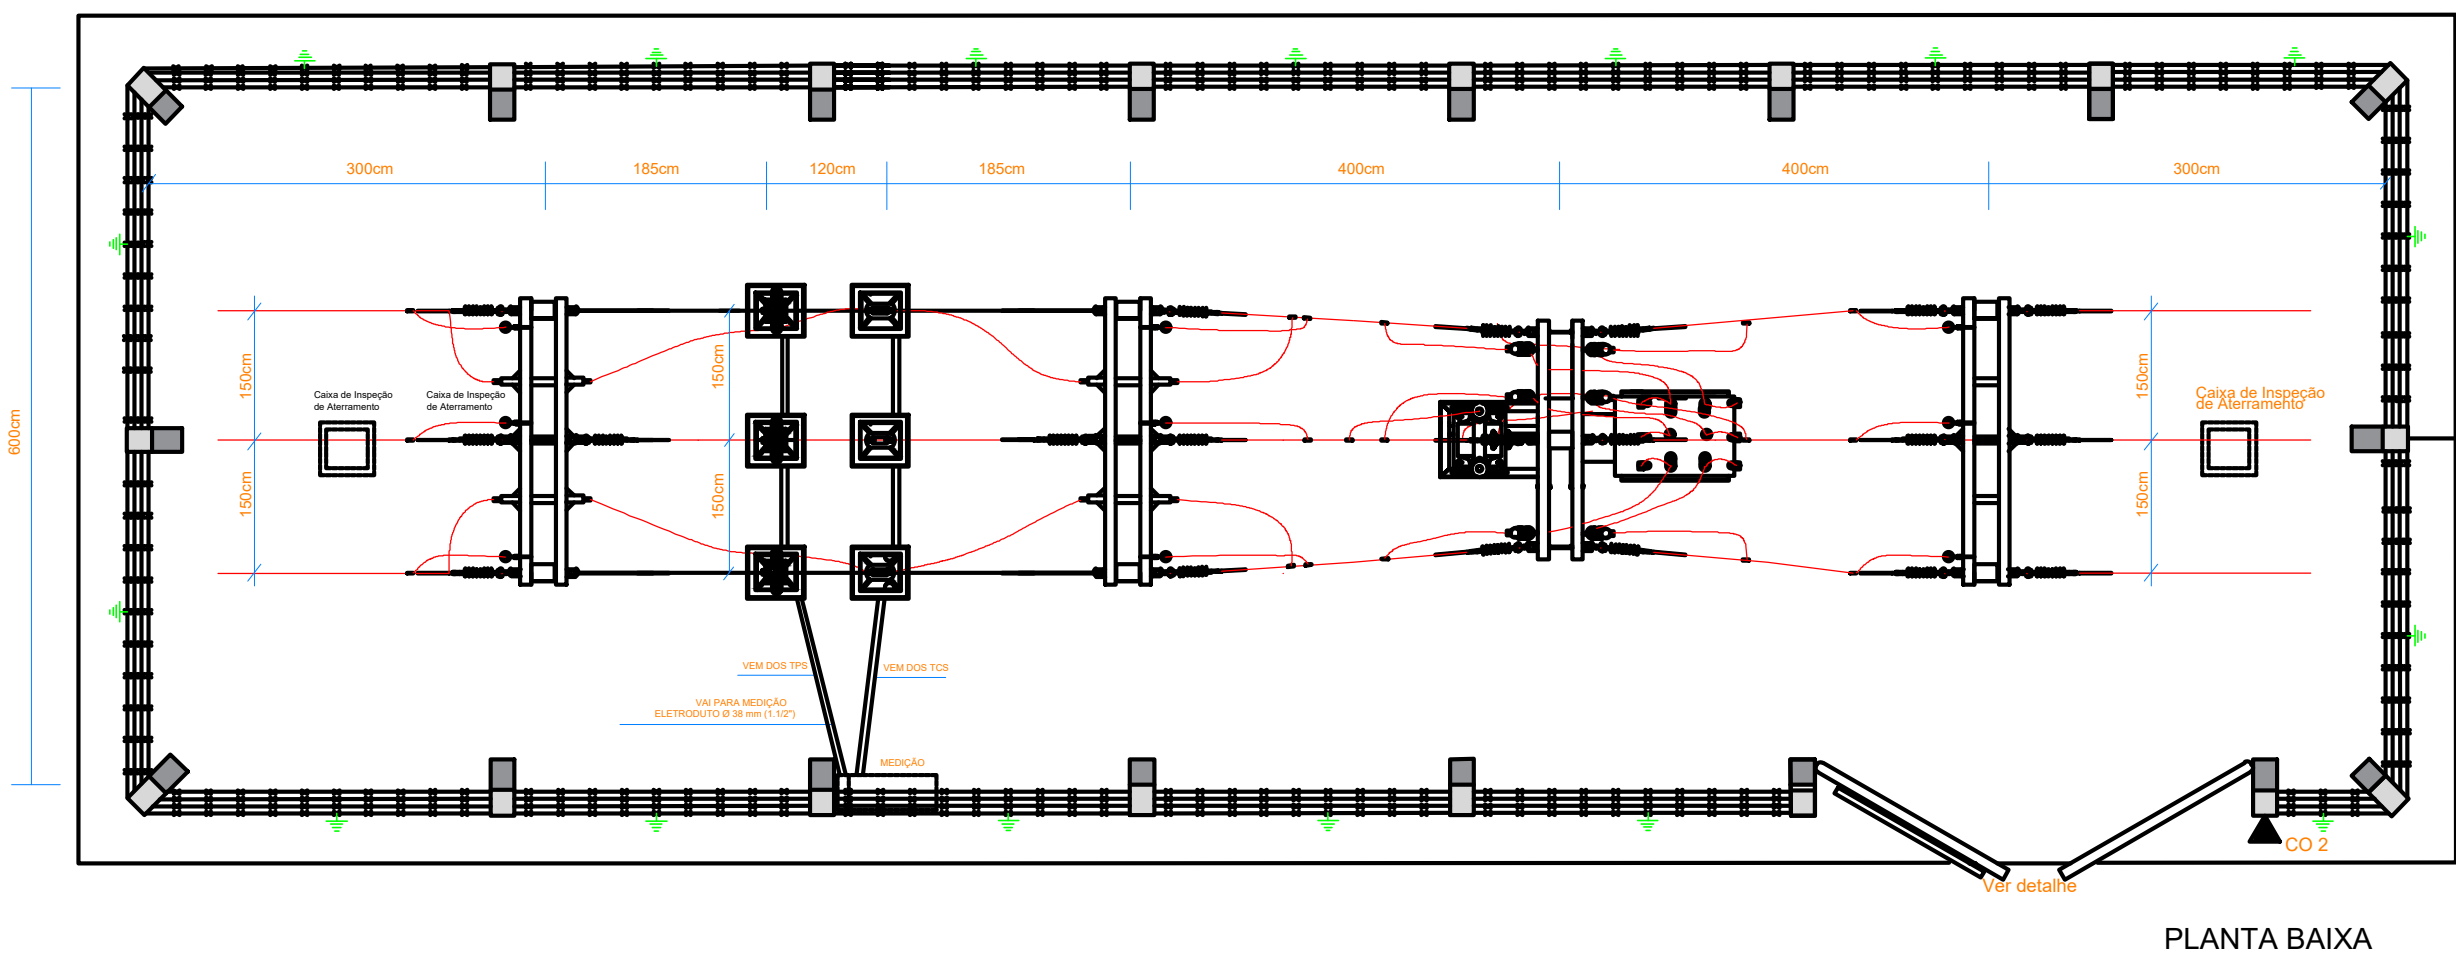 300cm
185cm
120cm
185cm
400cm
400cm
300cm
600cm
150cm
150cm
150cm
150cm
150cm
150cm
Caixa de Inspeção
de Aterramento
Caixa de Inspeção
de Aterramento
Caixa de Inspeção
de Aterramento
VEM DOS TPS
VEM DOS TCS
VAI PARA MEDIÇÃO
ELETRODUTO Ø 38 mm (1.1/2")
MEDIÇÃO
CO 2
Ver detalhe
PLANTA BAIXA